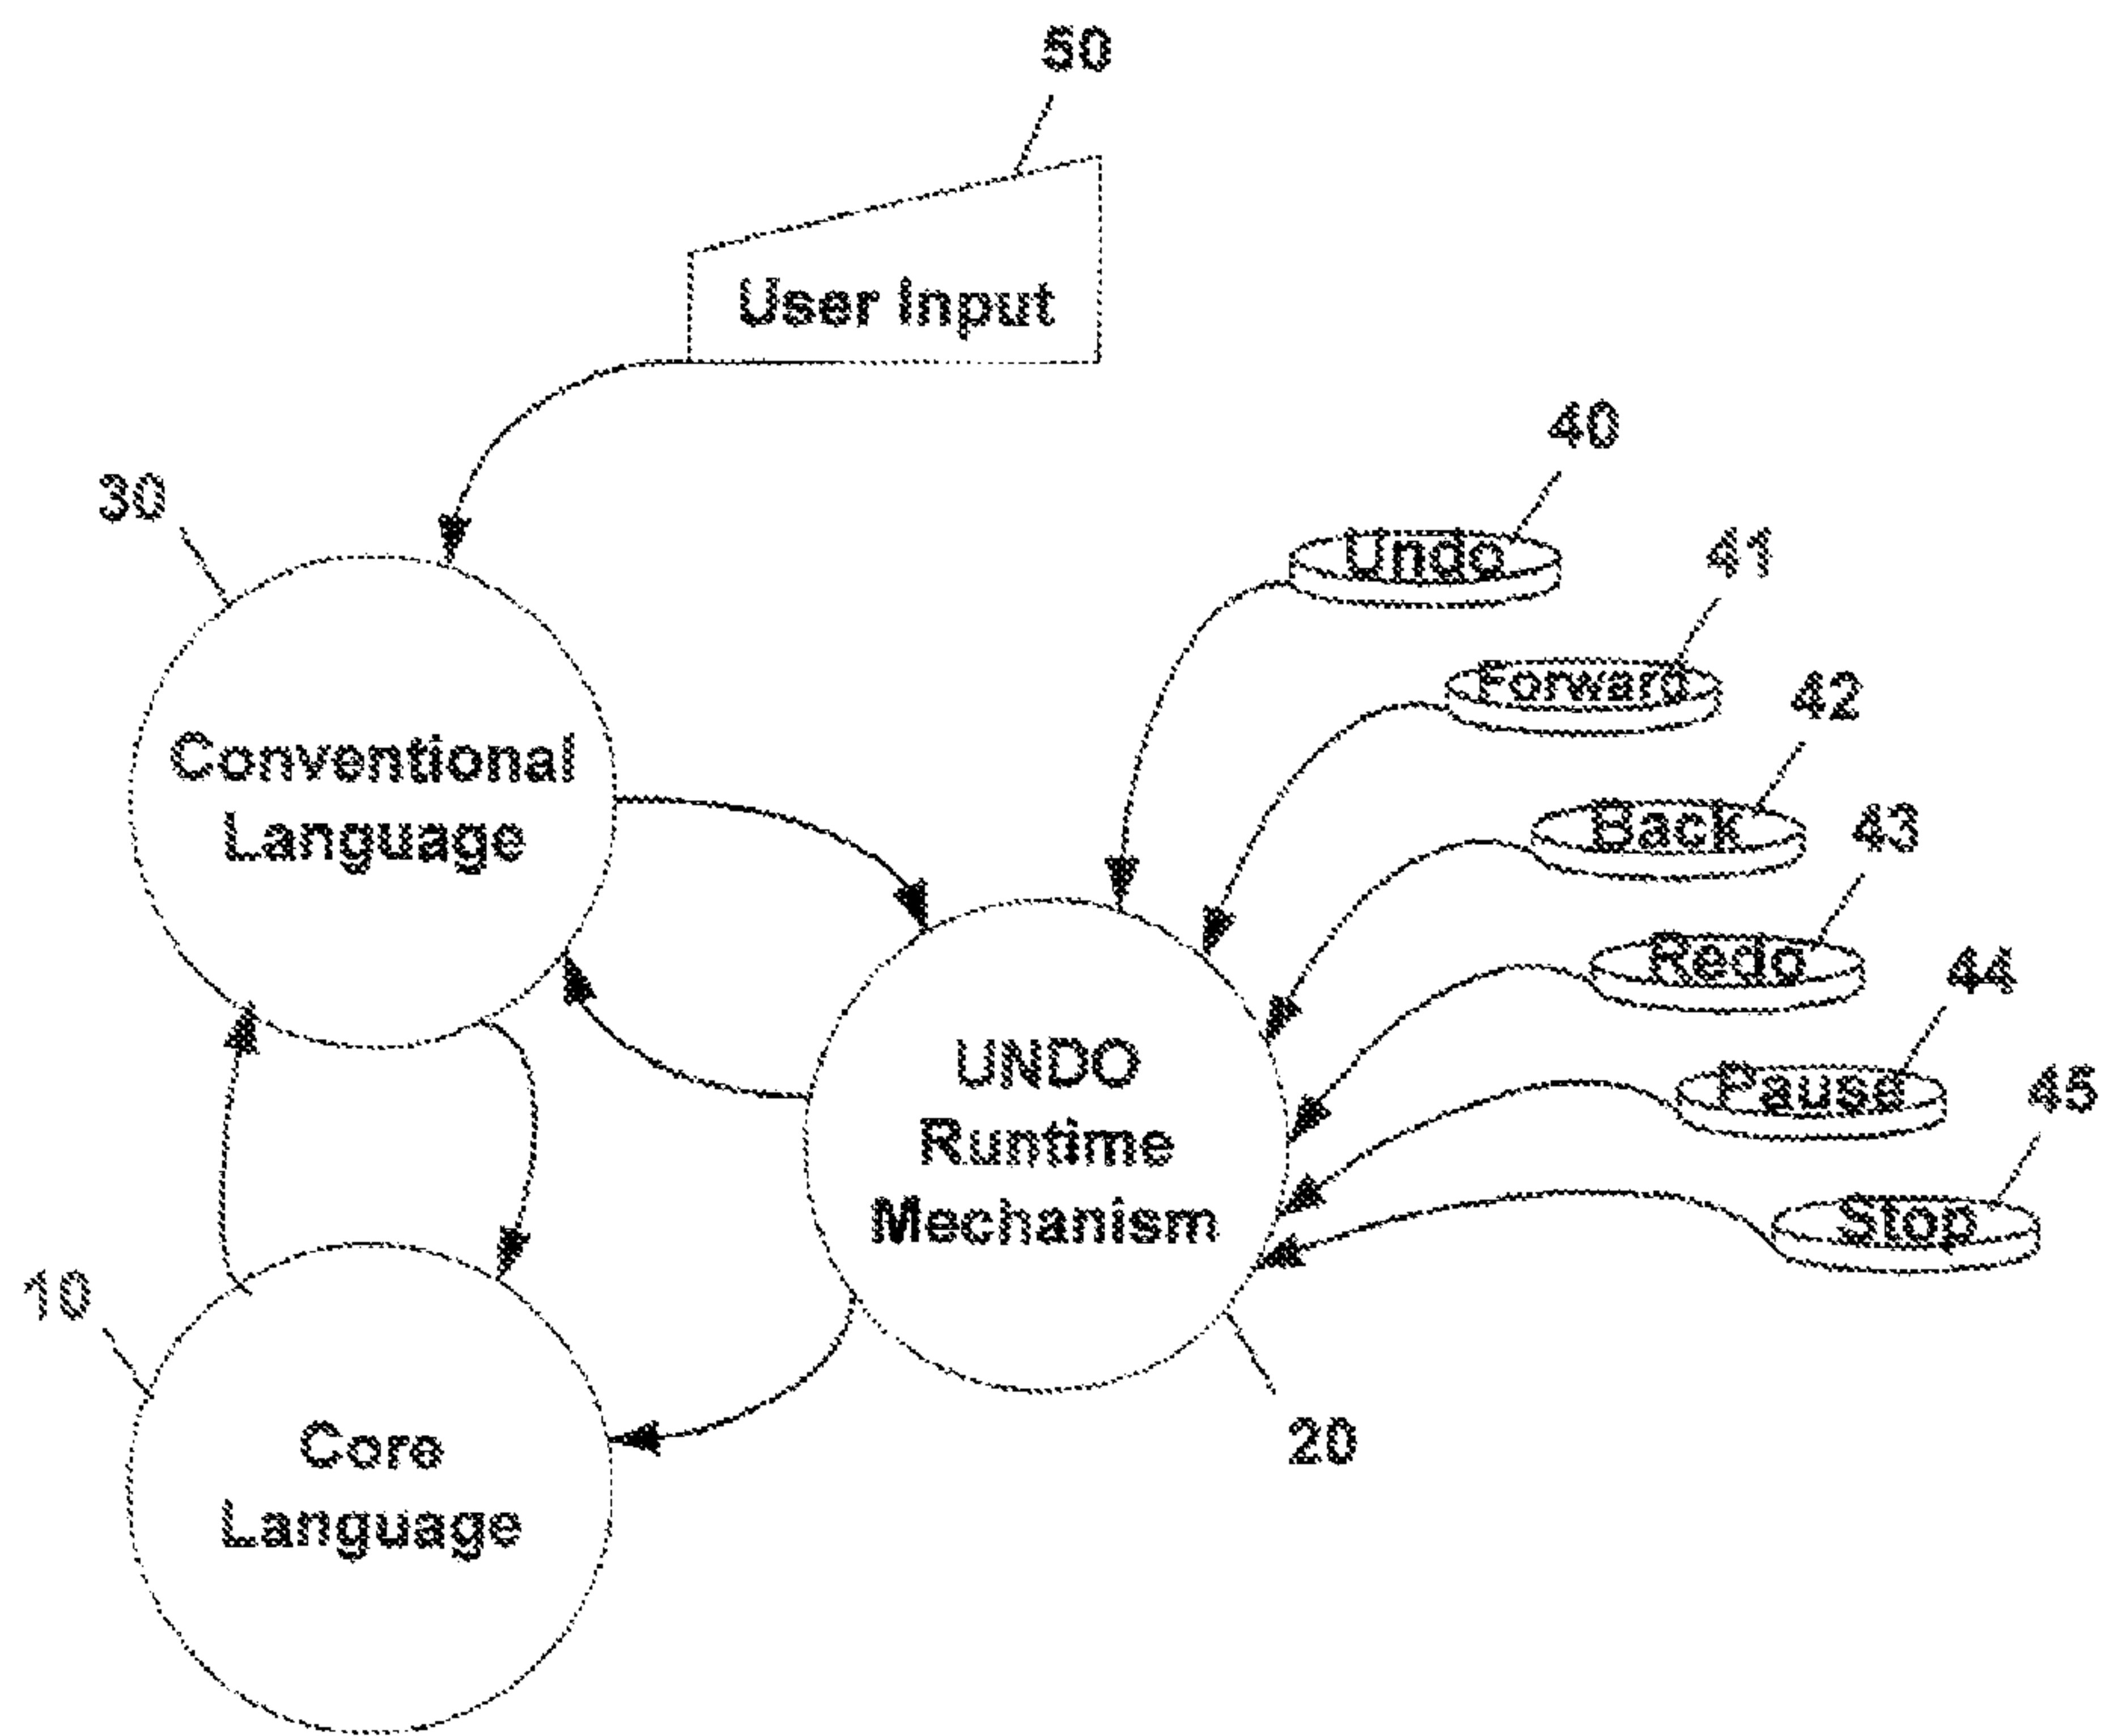 50
User Input
40
30
Undo
41
Forward
42
Conventional
Language
Back
43
Redo
44
UNDO
Runtime
Mechanism
Pause
45
Stop
10
20
Core
Language